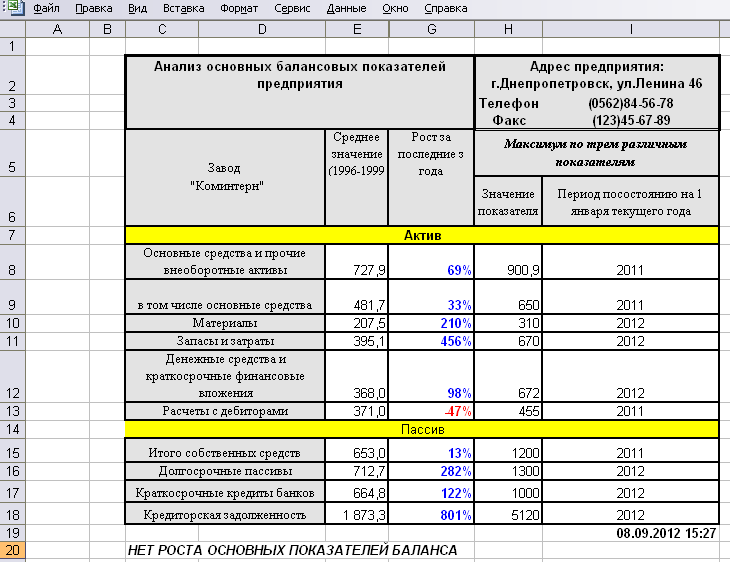 Файл Правка Вид Вставка Формат Сервис Данные Окно Справка
A B C D E F G H I
1
2 Анализ основных балансовых показателей предприятия Адрес предприятия: г.Днепропетровск, ул.Ленина 46
3 Телефон (0562)84-56-78
4 Факс (123)45-67-89
5 Завод "Коминтерн" Среднее значение (1996-1999 Рост за последние 3 года Максимум по трем различным показателям
6 Значение показателя Период посостоянию на 1 января текущего года
7 Актив
8 Основные средства и прочие внеоборотные активы 727,9 69% 900,9 2011
9 в том числе основные средства 481,7 33% 650 2011
10 Материалы 207,5 210% 310 2012
11 Запасы и затраты 395,1 456% 670 2012
12 Денежные средства и краткосрочные финансовые вложения 368,0 98% 672 2012
13 Расчеты с дебиторами 371,0 -47% 455 2011
14 Пассив
15 Итого собственных средств 653,0 13% 1200 2011
16 Долгосрочные пассивы 712,7 282% 1300 2012
17 Краткосрочные кредиты банков 664,8 122% 1000 2012
18 Кредиторская задолженность 1 873,3 801% 5120 2012
19 08.09.2012 15:27
20 НЕТ РОСТА ОСНОВНЫХ ПОКАЗАТЕЛЕЙ БАЛАНСА